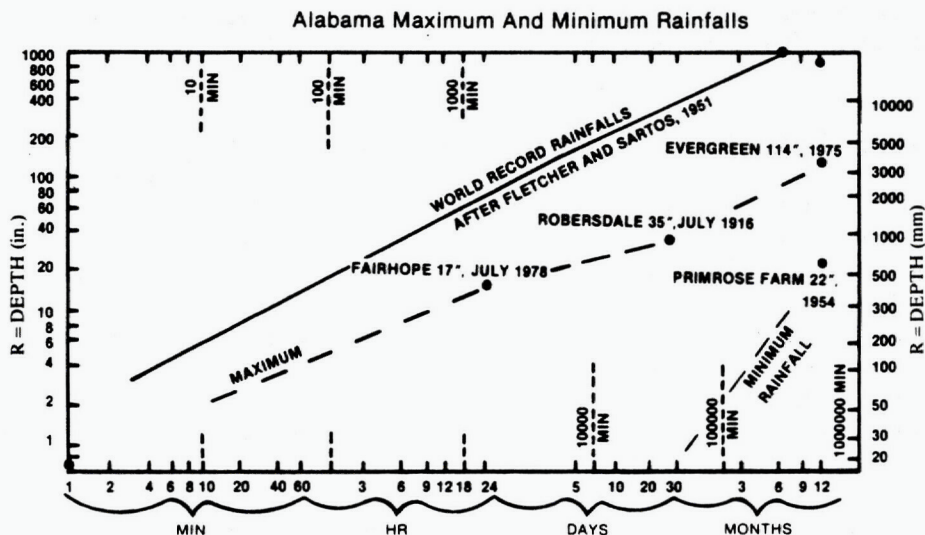 Alabama Maximum And Minimum Rainfalls
R = DEPTH (in.)
1000
800
600
400
200
100
80
60
40
20
10
8
6
4
2
1
10
MIN
100
MIN
1000
MIN
WORLD RECORD RAINFALLS
AFTER FLETCHER AND SARTOS, 1951
EVERGREEN 114", 1975
ROBERSDALE 35", JULY 1916
FAIRHOPE 17", JULY 1978
PRIMROSE FARM 22",
1954
MAXIMUM
MINIMUM
RAINFALL
10000
MIN
100000
MIN
1000000 MIN
10000
5000
3000
2000
1000
500
300
200
100
50
30
20
R = DEPTH (mm)
1 2 4 6 8 10 20 40 60 3 6 9 12 18 24 5 10 20 30 3 6 9 12
MIN HR DAYS MONTHS